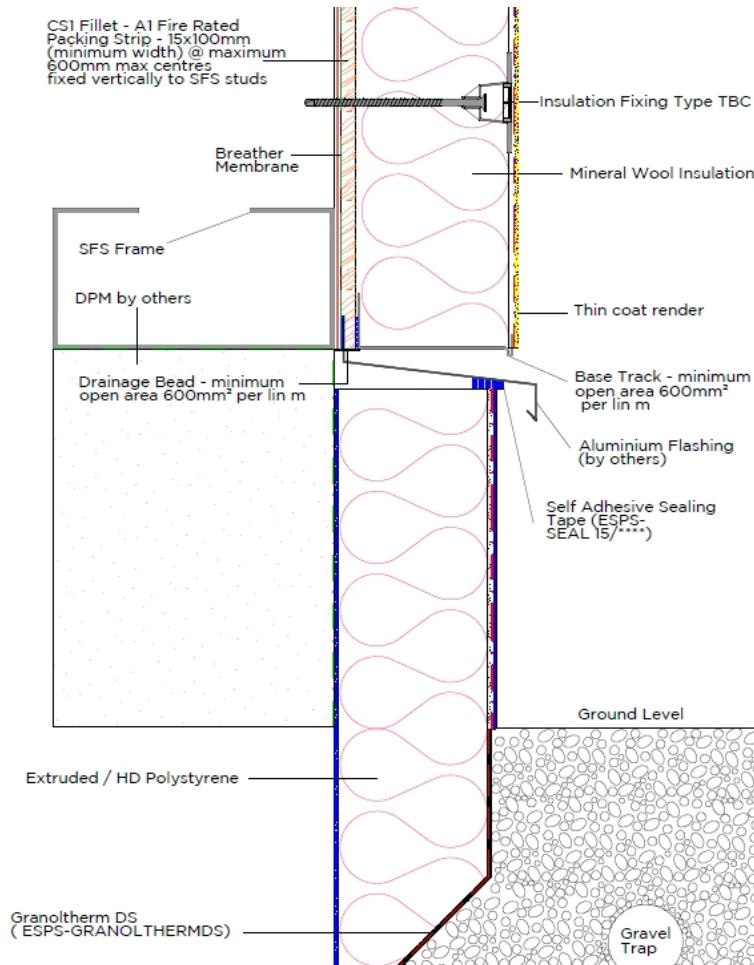 CS1 Fillet - A1 Fire Rated
Packing Strip - 15x100mm
(minimum width) @ maximum
600mm max centres
fixed vertically to SFS studs
Insulation Fixing Type TBC
Breather
Membrane
Mineral Wool Insulation
SFS Frame
DPM by others
Thin coat render
Drainage Bead - minimum
open area 600mm² per lin m
Base Track - minimum
open area 600mm²
per lin m
Aluminium Flashing
(by others)
Self Adhesive Sealing
Tape (ESPS-
SEAL 15/****)
Ground Level
Extruded / HD Polystyrene
Granoltherm DS
( ESPS-GRANOLTHERMDS)
Gravel
Trap